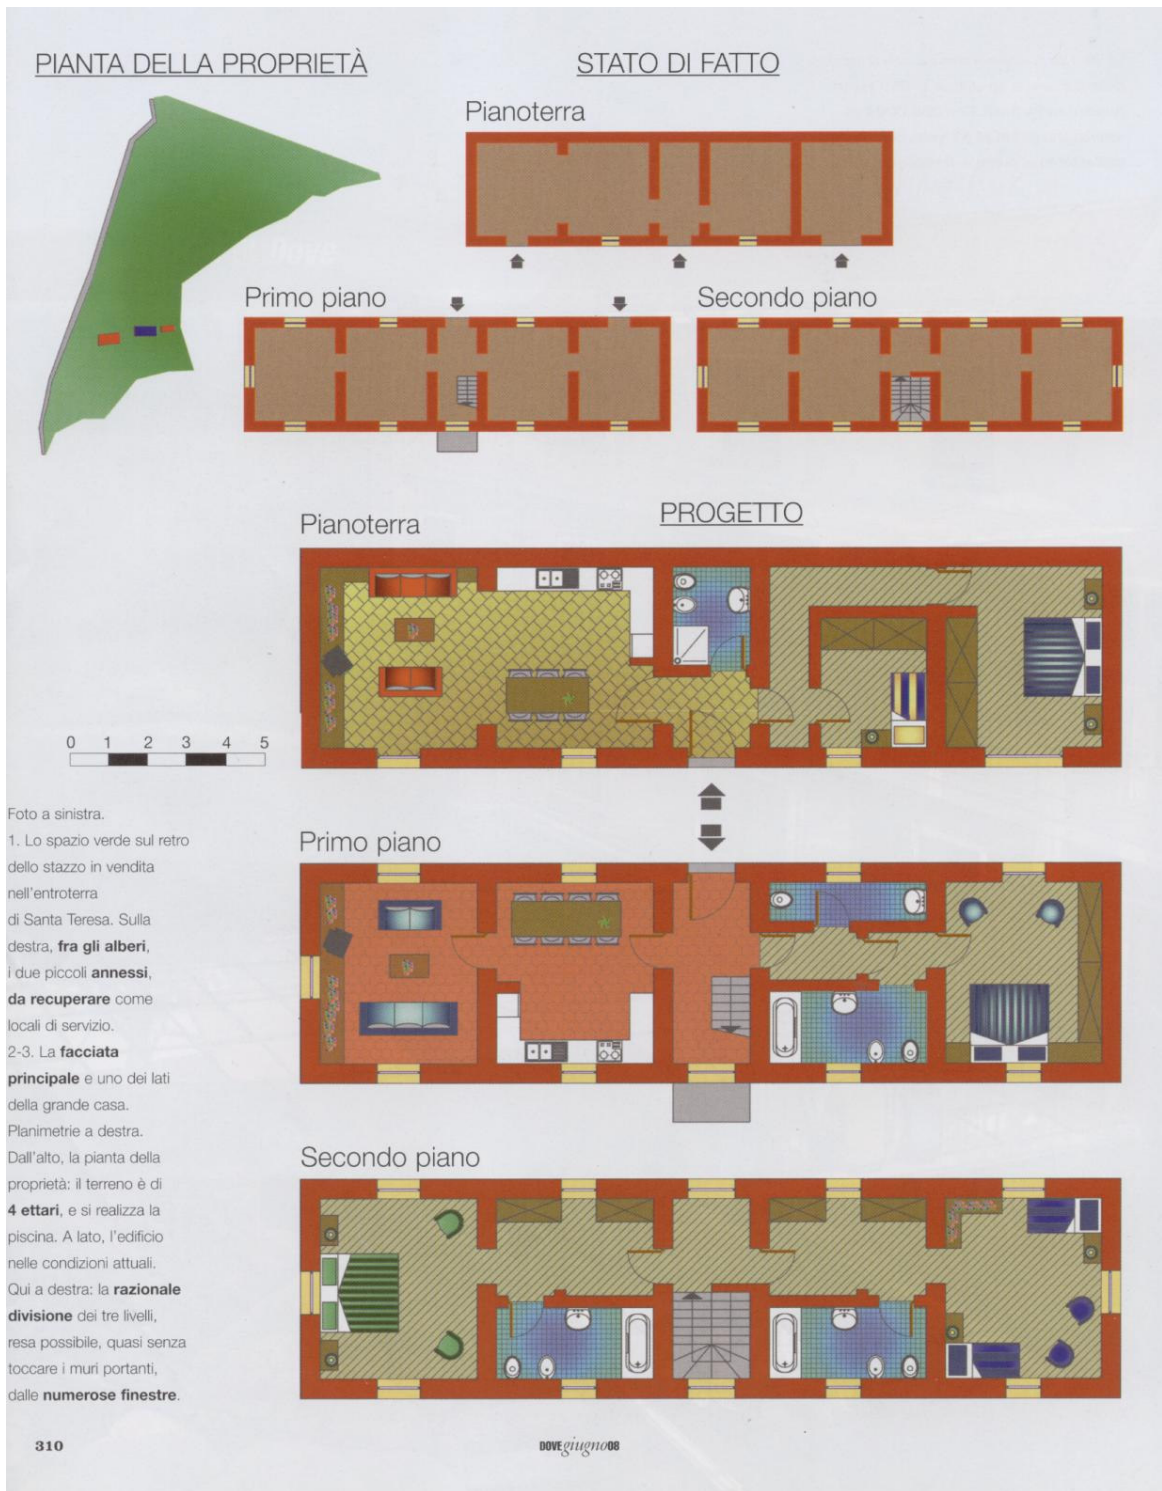 PIANTA DELLA PROPRIETÀ
STATO DI FATTO
Pianoterra
Primo piano
Secondo piano
PROGETTO
Pianoterra
0 1 2 3 4 5
Primo piano
Secondo piano
Foto a sinistra.
1. Lo spazio verde sul retro
dello stazzo in vendita
nell'entroterra
di Santa Teresa. Sulla
destra, fra gli alberi,
i due piccoli annessi,
da recuperare come
locali di servizio.
2-3. La facciata
principale e uno dei lati
della grande casa.
Planimetrie a destra.
Dall'alto, la pianta della
proprietà: il terreno è di
4 ettari, e si realizza la
piscina. A lato, l'edificio
nelle condizioni attuali.
Qui a destra: la razionale
divisione dei tre livelli,
resa possibile, quasi senza
toccare i muri portanti,
dalle numerose finestre.
310
DOVE giugno 08